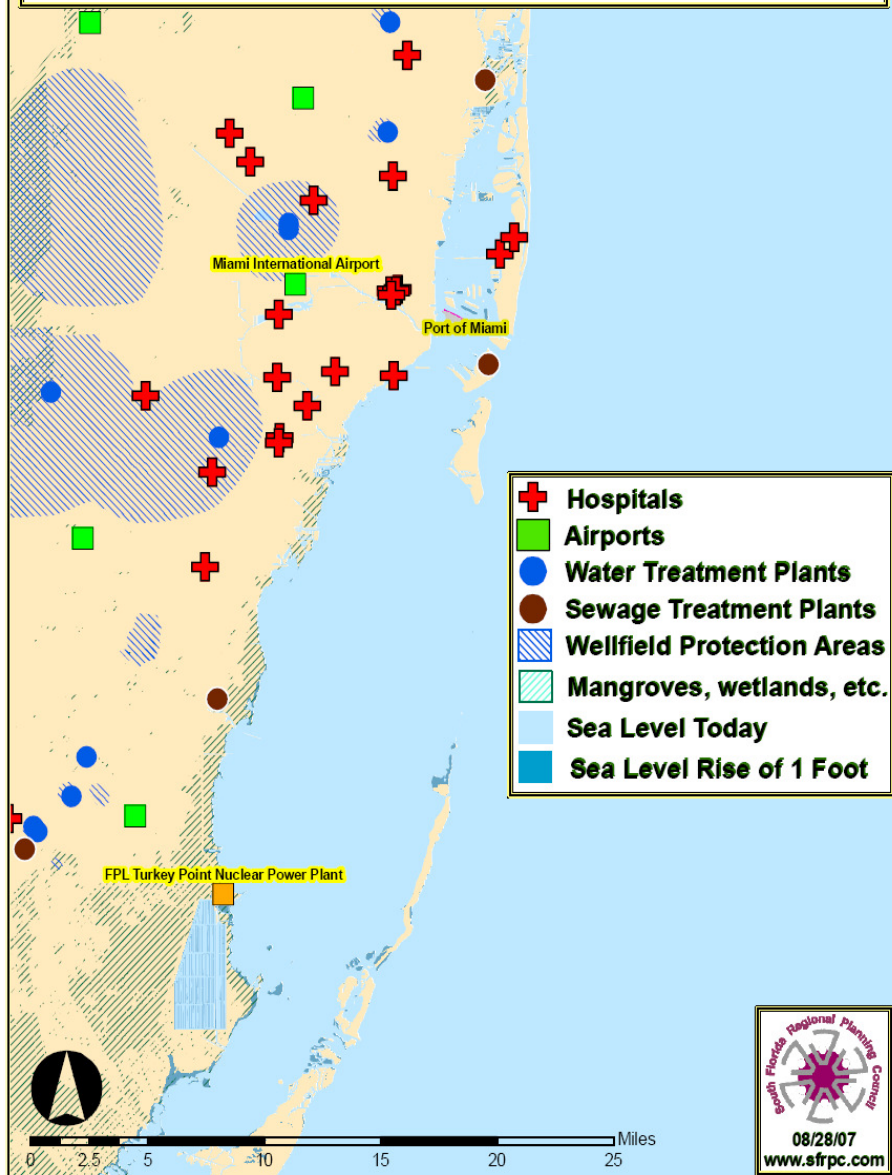 Miami International Airport
Port of Miami
Hospitals
Airports
Water Treatment Plants
Sewage Treatment Plants
Wellfield Protection Areas
Mangroves, wetlands, etc.
Sea Level Today
Sea Level Rise of 1 Foot
FPL Turkey Point Nuclear Power Plant
South Florida Regional Planning Council
08/28/07
www.sfrpc.com
0 2.5 5 10 15 20 25 Miles